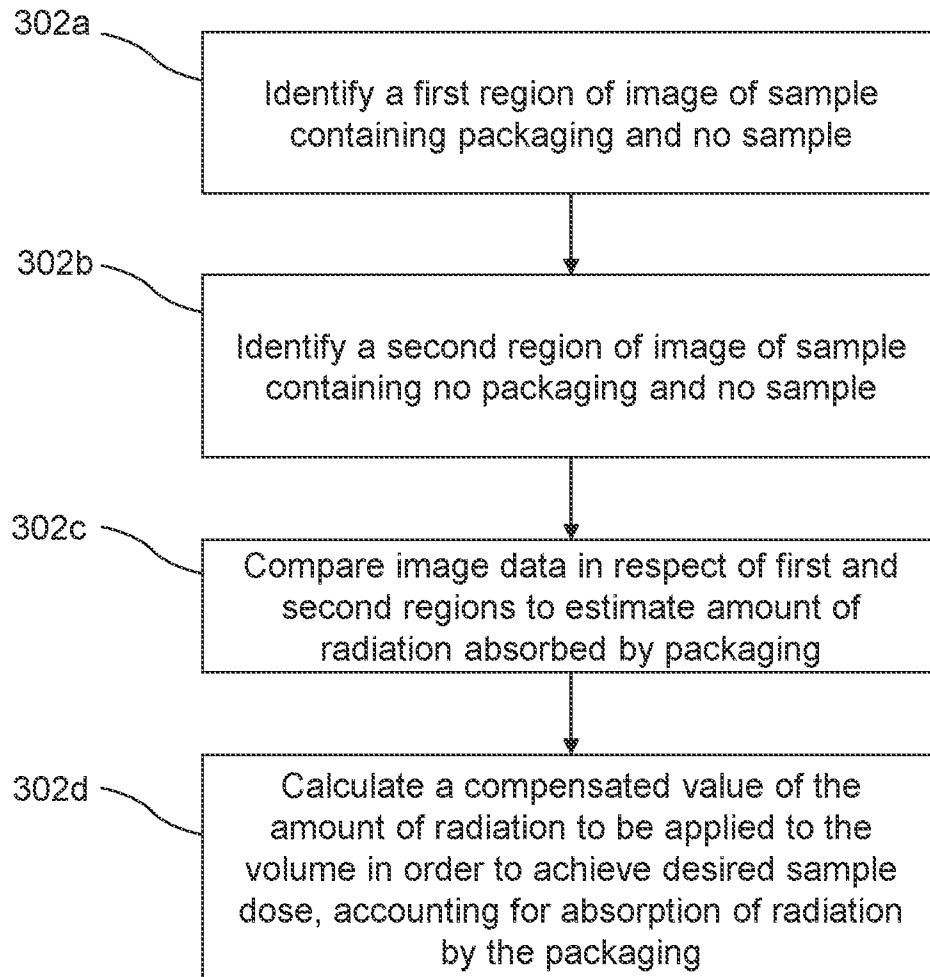 302a
Identify a first region of image of sample
containing packaging and no sample
302b
Identify a second region of image of sample
containing no packaging and no sample
302c
Compare image data in respect of first and
second regions to estimate amount of
radiation absorbed by packaging
302d
Calculate a compensated value of the
amount of radiation to be applied to the
volume in order to achieve desired sample
dose, accounting for absorption of radiation
by the packaging